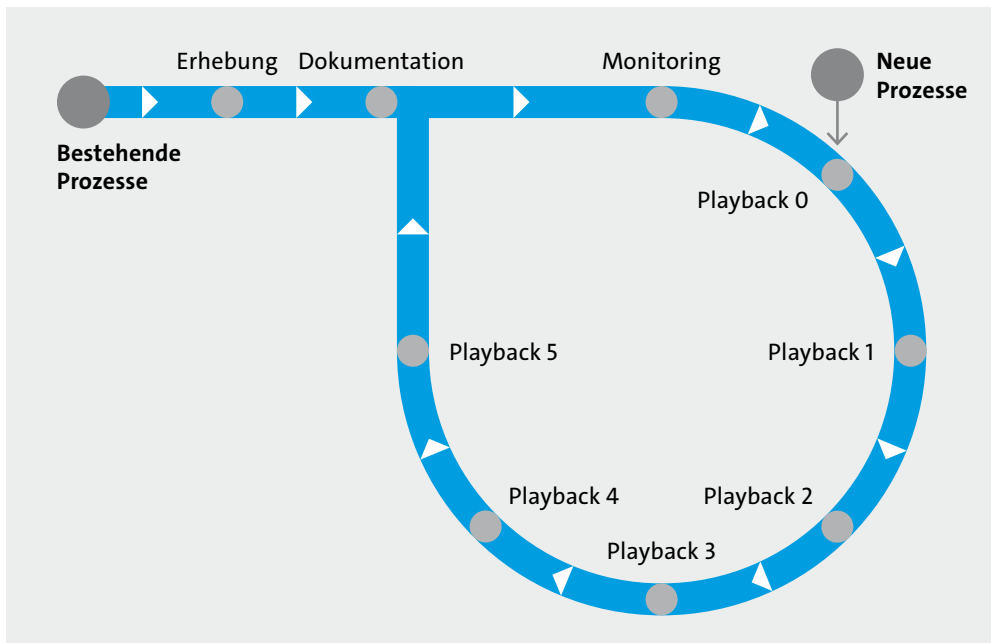 Erhebung
Dokumentation
Monitoring
Neue
Prozesse
Bestehende
Prozesse
Playback 0
Playback 5
Playback 1
Playback 4
Playback 2
Playback 3